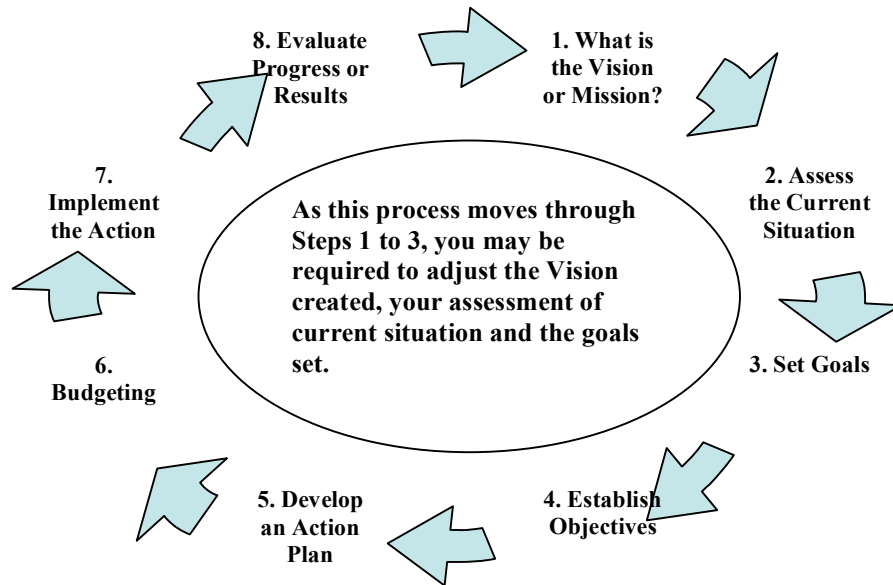 1. What is
the Vision
or Mission?
2. Assess
the Current
Situation
3. Set Goals
4. Establish
Objectives
5. Develop
an Action
Plan
6.
Budgeting
7.
Implement
the Action
8. Evaluate
Progress or
Results
As this process moves through
Steps 1 to 3, you may be
required to adjust the Vision
created, your assessment of
current situation and the goals
set.